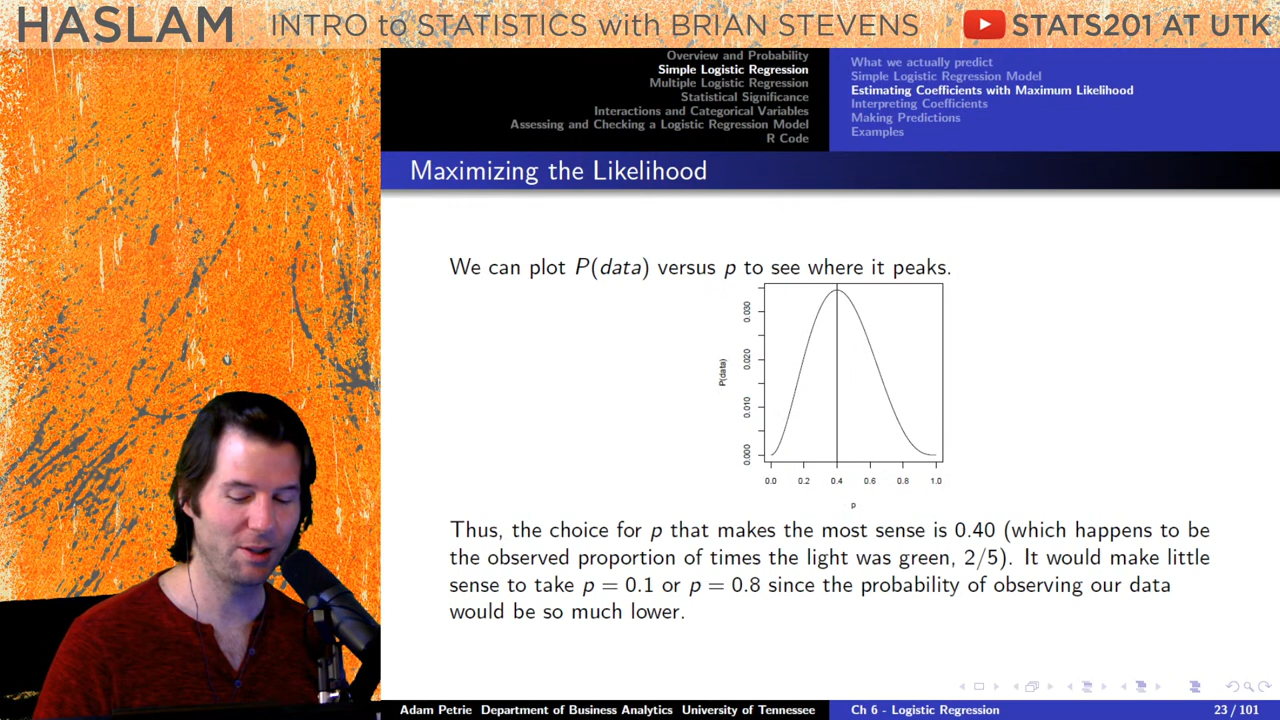 HASLAM INTRO to STATISTICS with BRIAN STEVENS STATS201 AT UTK
Overview and Probability
Simple Logistic Regression
Multiple Logistic Regression
Statistical Significance
Interactions and Categorical Variables
Assessing and Checking a Logistic Regression Model
R Code
What we actually predict
Simple Logistic Regression Model
Estimating Coefficients with Maximum Likelihood
Interpreting Coefficients
Making Predictions
Examples
Maximizing the Likelihood
We can plot P(data) versus p to see where it peaks.
P(data)
0.030
0.020
0.010
0.000
0.0 0.2 0.4 0.6 0.8 1.0
p
Thus, the choice for p that makes the most sense is 0.40 (which happens to be
the observed proportion of times the light was green, 2/5). It would make little
sense to take p = 0.1 or p = 0.8 since the probability of observing our data
would be so much lower.
Adam Petrie Department of Business Analytics University of Tennessee Ch 6 - Logistic Regression 23 / 101